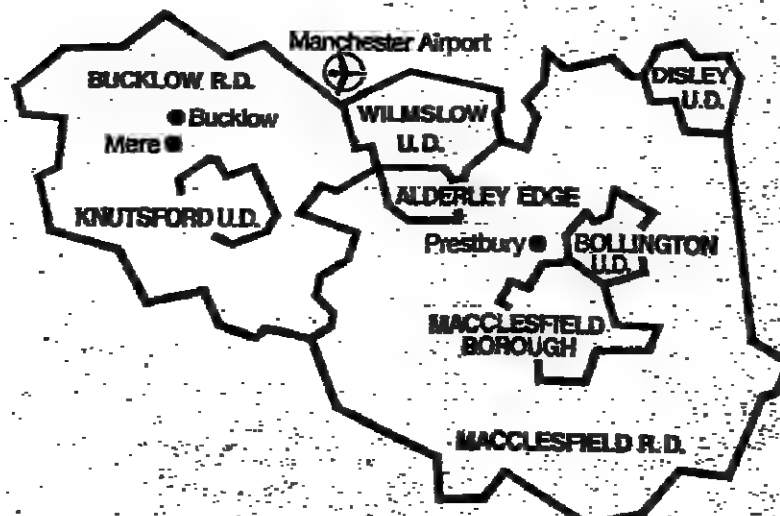 Manchester Airport
BUCKLOW R.D.
DISLEY
U.D.
Bucklow
WILMSLOW
U.D.
Mere
ALDERLEY EDGE
KNUTSFORD U.D.
Prestbury
BOLLINGTON
U.D.
MACCLESFIELD
BOROUGH
MACCLESFIELD R.D.